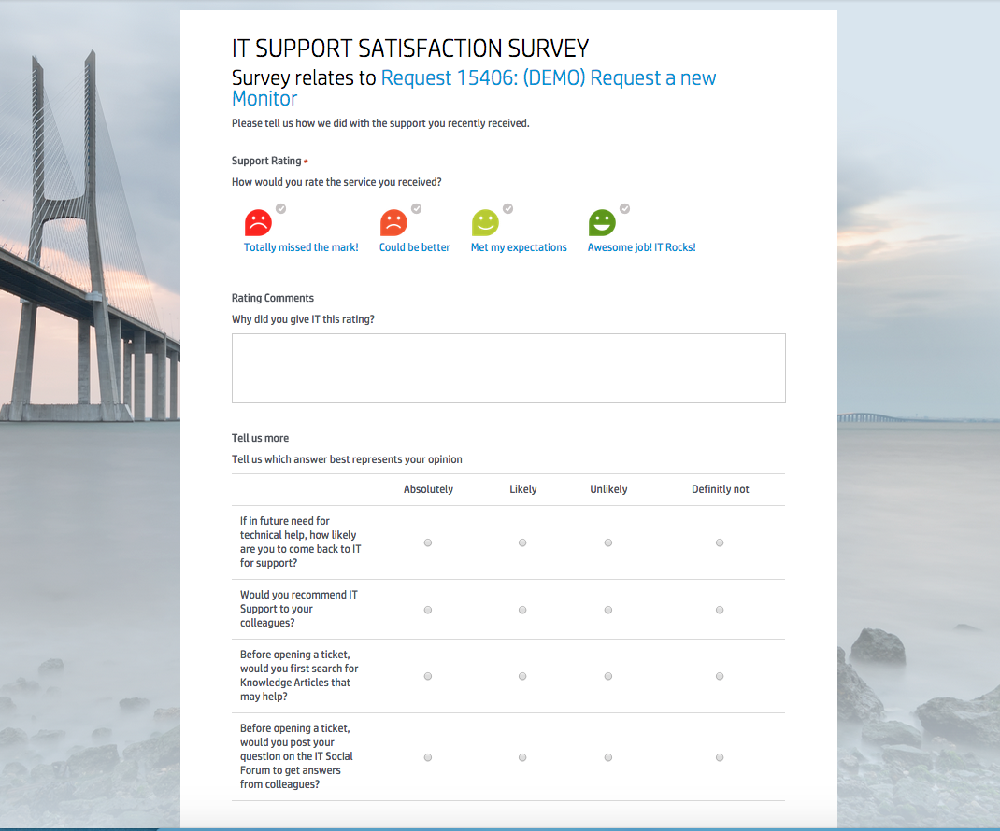 IT SUPPORT SATISFACTION SURVEY
Survey relates to Request 15406: (DEMO) Request a new
Monitor
Please tell us how we did with the support you recently received.
Support Rating *
How would you rate the service you received?
Totally missed the mark! Could be better Met my expectations Awesome job! IT Rocks!
Rating Comments
Why did you give IT this rating?
Tell us more
Tell us which answer best represents your opinion
Absolutely Likely Unlikely Definitly not
If in future need for
technical help, how likely
are you to come back to IT
for support?
Would you recommend IT
Support to your
colleagues?
Before opening a ticket,
would you first search for
Knowledge Articles that
may help?
Before opening a ticket,
would you post your
question on the IT Social
Forum to get answers
from colleagues?